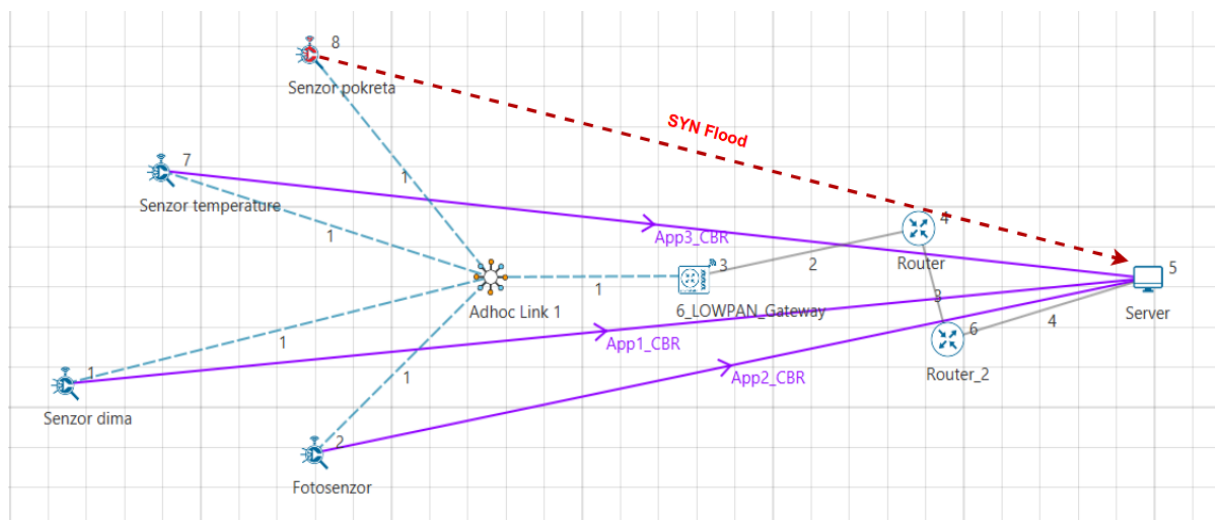 8
Senzor pokreta
SYN Flood
7
Senzor temperature
1
1
App3_CBR
4
Router
2
3
1
6_LOWPAN_Gateway
Adhoc Link 1
5
Server
3
6
4
Router_2
App1_CBR
1
1
Senzor dima
1
App2_CBR
2
Fotosenzor